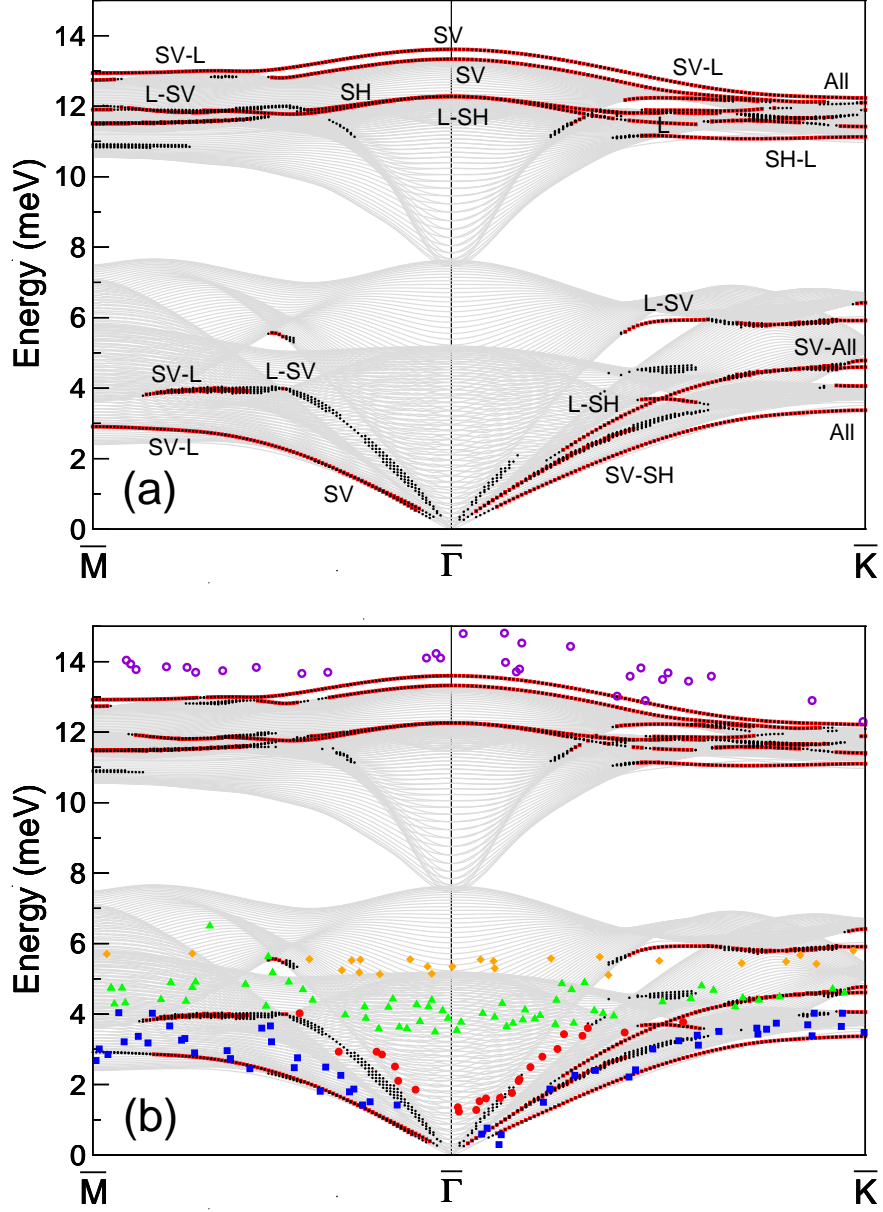 14
12
10
8
6
4
2
0
Energy (meV)
SV
SV-L
SV
SV-L
All
L-SV
SH
L-SH
L
SH-L
L-SV
SV-All
SV-L
L-SV
L-SH
SV-L
SV
SV-SH
All
(a)
M
Γ
K
14
12
10
8
6
4
2
0
Energy (meV)
(b)
M
Γ
K